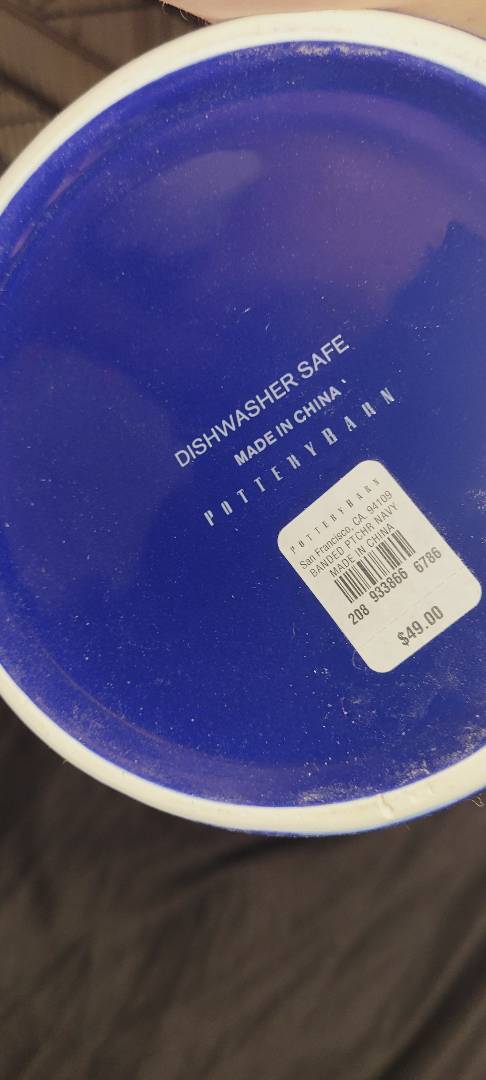 DISHWASHER SAFE
MADE IN CHINA
POTTERYBARN
POTTERYBARN
San Francisco, CA. 94109
BANDED PTCHR NAVY
MADE IN CHINA
208 933866 6786
$49.00